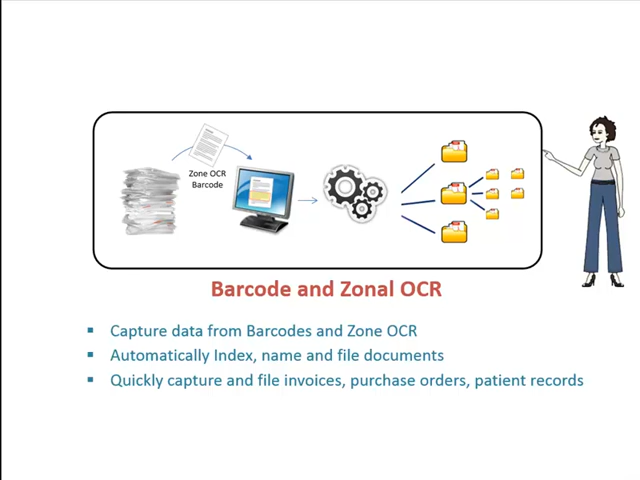 Zone OCR
Barcode
Barcode and Zonal OCR
▪ Capture data from Barcodes and Zone OCR
▪ Automatically Index, name and file documents
▪ Quickly capture and file invoices, purchase orders, patient records